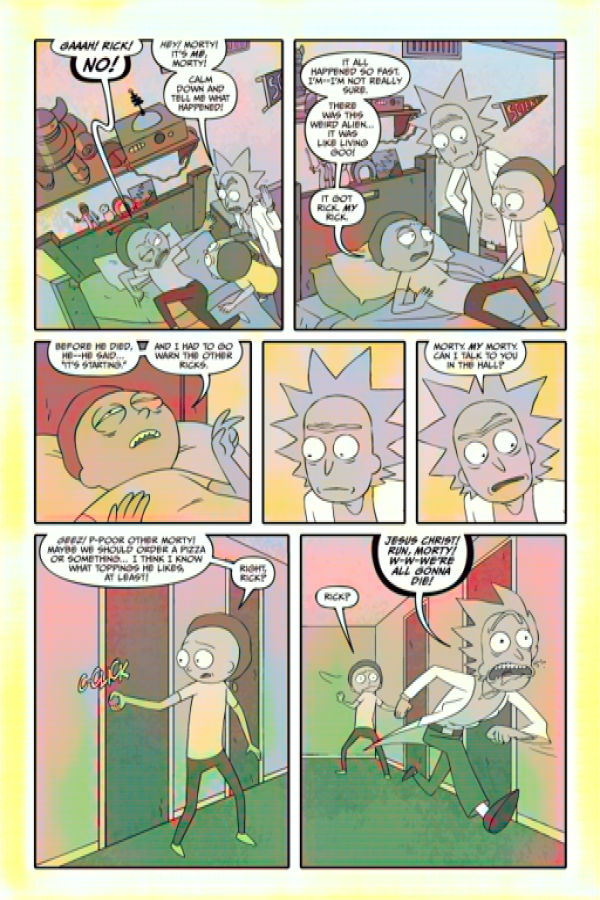 GAAAH! RICK!
NO!
HEY! MORTY!
IT'S ME,
MORTY!
CALM
DOWN AND
TELL ME WHAT
HAPPENED!
IT ALL
HAPPENED SO FAST.
I'M--I'M NOT REALLY
SURE.
THERE
WAS THIS
WEIRD ALIEN...
IT WAS
LIKE LIVING
GOO!
IT GOT
RICK. MY
RICK.
BEFORE HE DIED,
HE--HE SAID...
"IT'S STARTING."
AND I HAD TO GO
WARN THE OTHER
RICKS.
MORTY. MY MORTY.
CAN I TALK TO YOU
IN THE HALL?
GEEZ! P-POOR OTHER MORTY!
MAYBE WE SHOULD ORDER A PIZZA
OR SOMETHING... I THINK I KNOW
WHAT TOPPINGS HE LIKES,
AT LEAST!
RIGHT,
RICK?
C-CLICK
RICK?
JESUS CHRIST!
RUN, MORTY!
W-W-WE'RE
ALL GONNA
DIE!